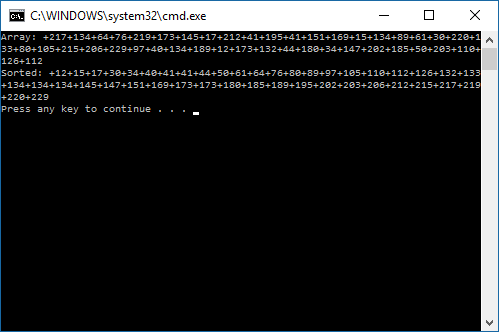 C:\WINDOWS\system32\cmd.exe
Array: +217+134+64+76+219+173+145+17+212+41+195+41+151+169+15+134+89+61+30+220+1
33+80+105+215+206+229+97+40+134+189+12+173+132+44+180+34+147+202+185+50+203+110+
126+112
Sorted: +12+15+17+30+34+40+41+41+44+50+61+64+76+80+89+97+105+110+112+126+132+133
+134+134+134+145+147+151+169+173+173+180+185+189+195+202+203+206+212+215+217+219
+220+229
Press any key to continue . . .